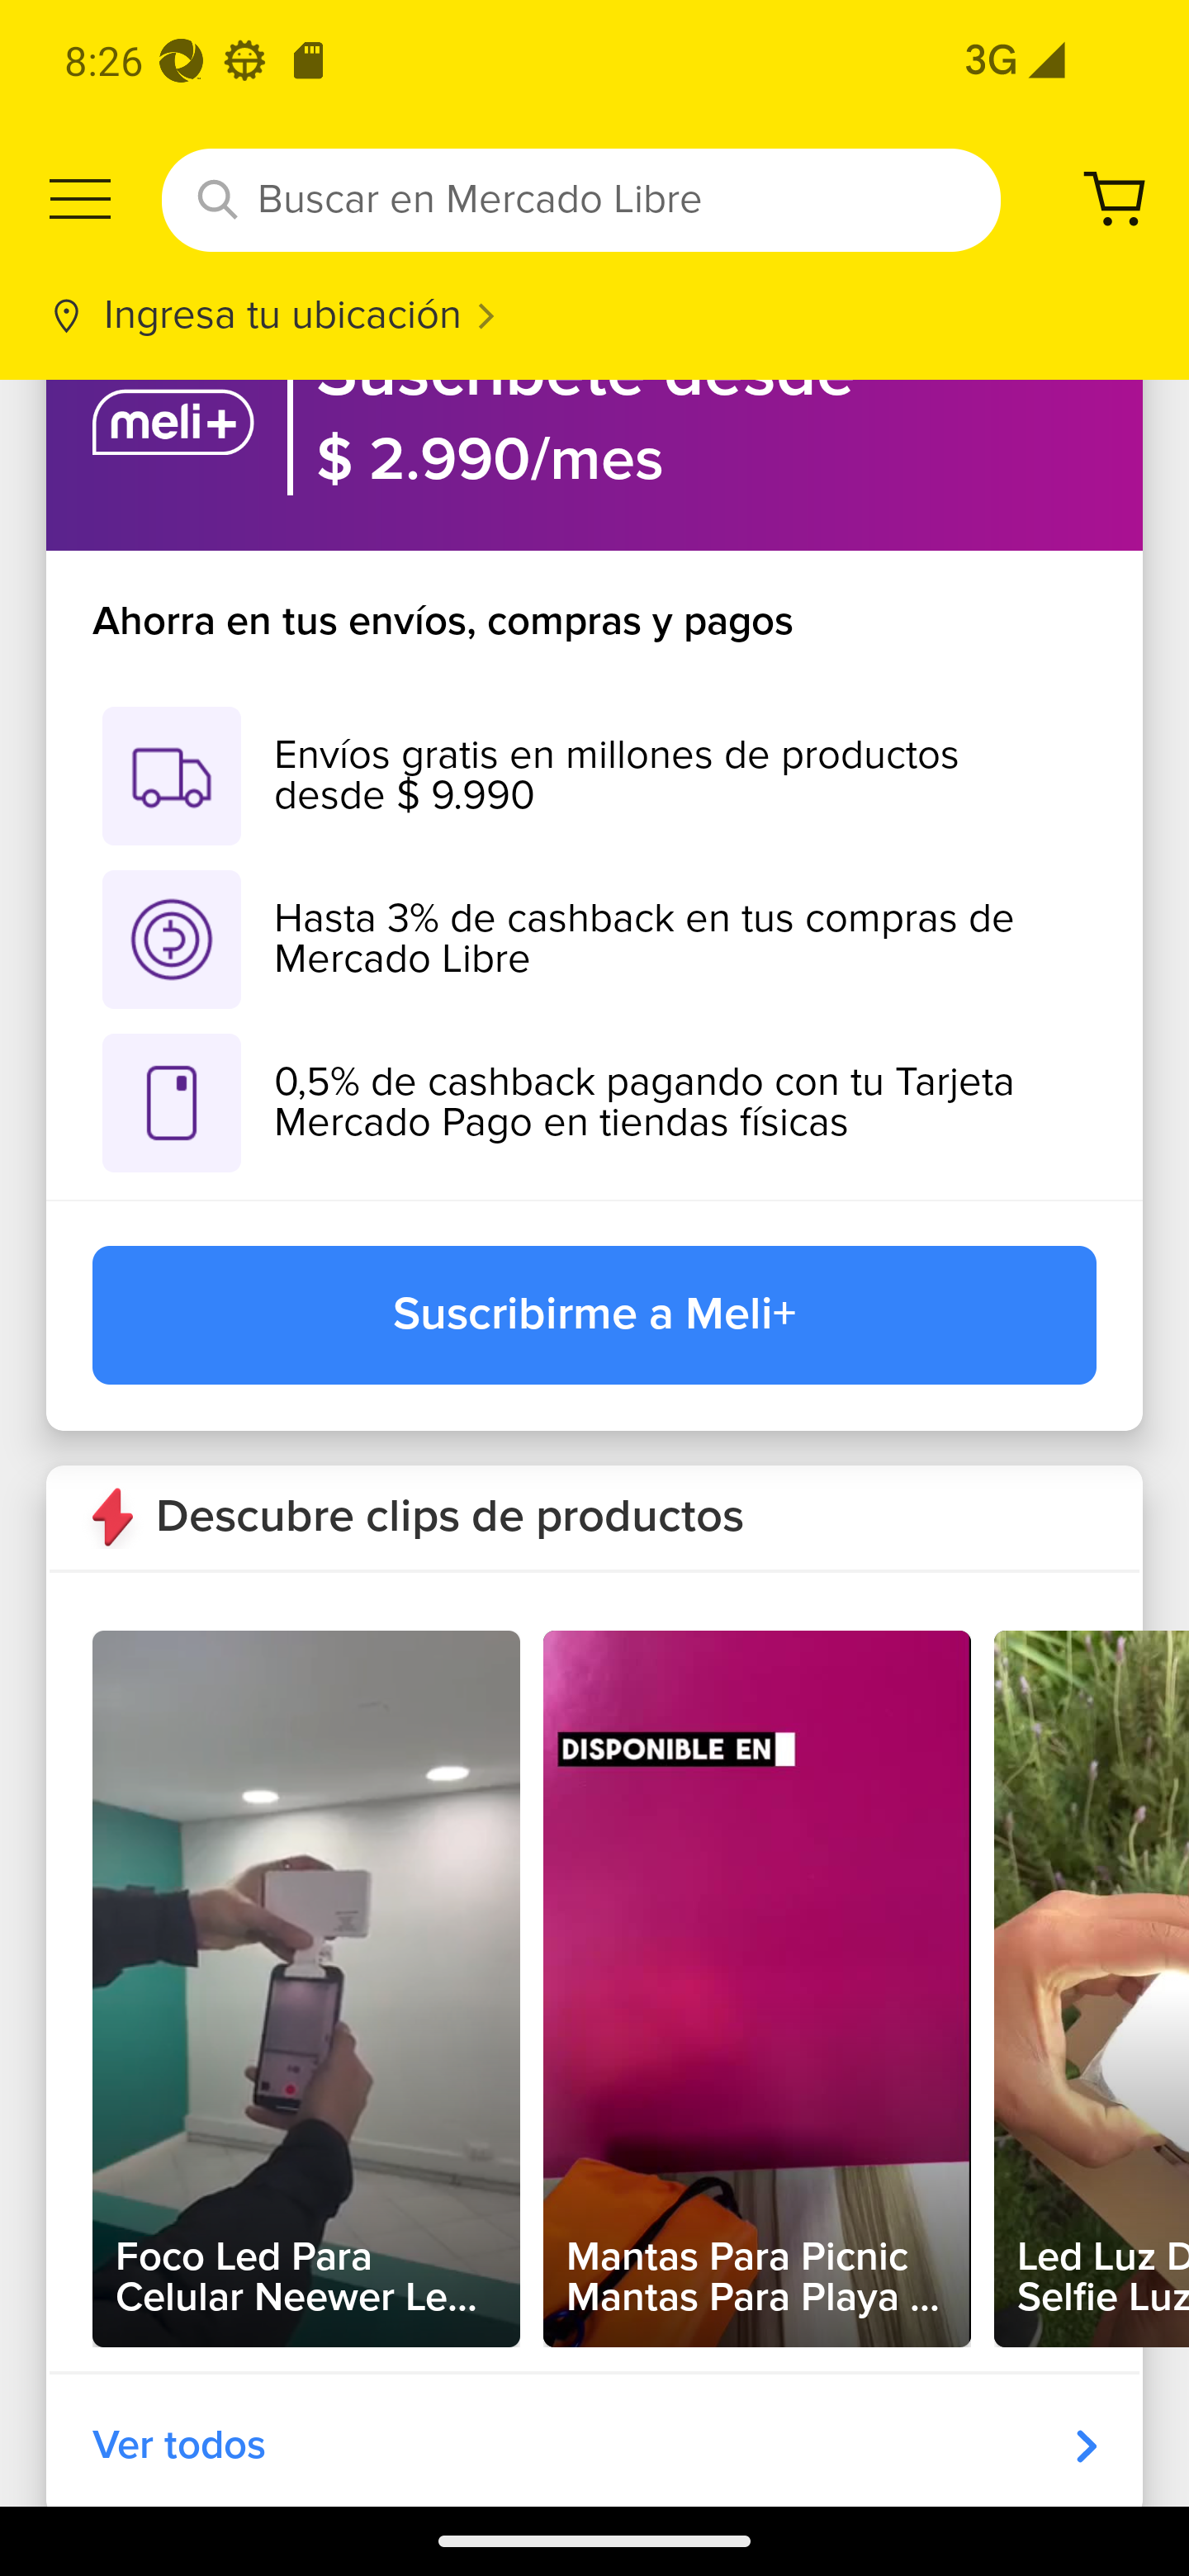 8:26
3G
Buscar en Mercado Libre
Ingresa tu ubicación
meli+
Suscríbete desde
$ 2.990/mes
Ahorra en tus envíos, compras y pagos
Envíos gratis en millones de productos
desde $ 9.990
Hasta 3% de cashback en tus compras de
Mercado Libre
0,5% de cashback pagando con tu Tarjeta
Mercado Pago en tiendas físicas
Suscribirme a Meli+
Descubre clips de productos
DISPONIBLE EN
Foco Led Para
Celular Neewer Le...
Mantas Para Picnic
Mantas Para Playa ...
Led Luz D
Selfie Luz
Ver todos